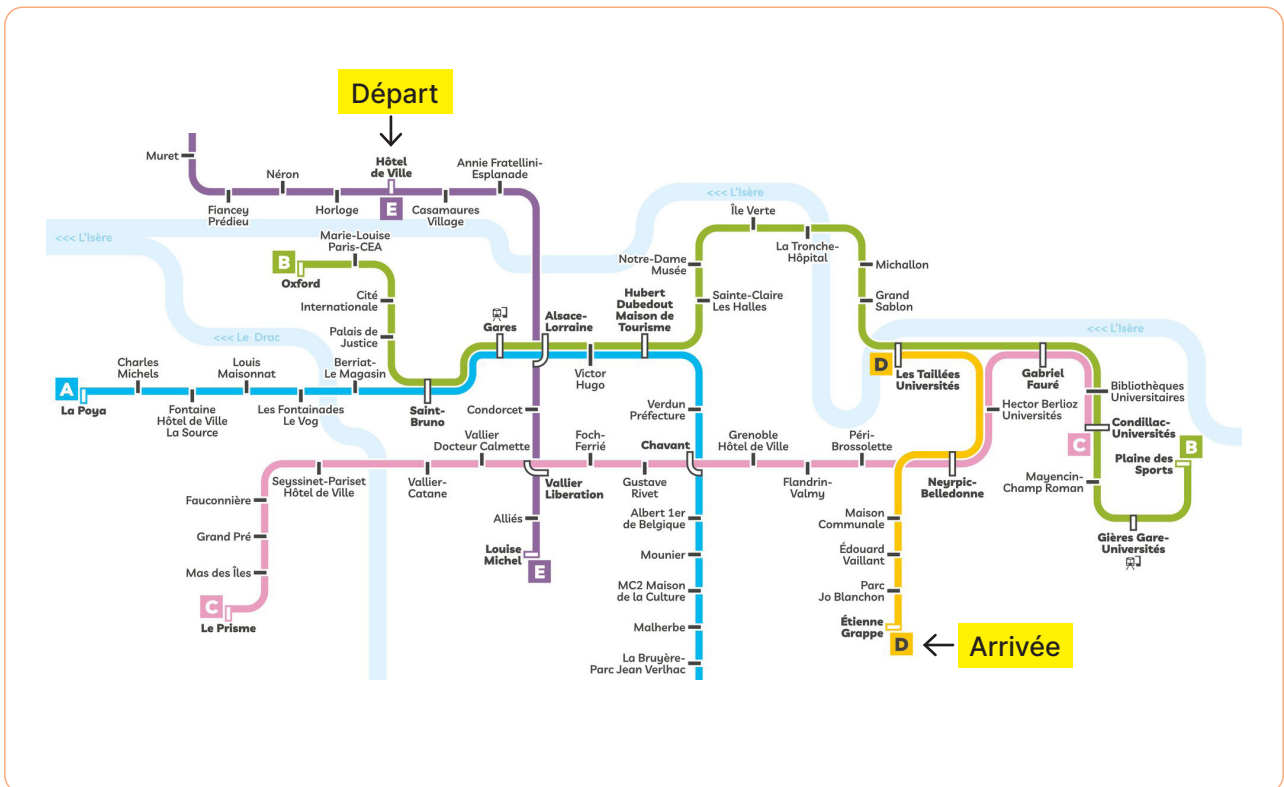 Départ
Muret
Néron
Hôtel
de Ville
Annie Fratellini-
Esplanade
Fiancey
Prédieu
Horloge
E
Casamaures
Village
<<< L'Isère
<<< L'Isère
Île Verte
La Tronche-
Hôpital
Marie-Louise
Paris-CEA
B
Oxford
Notre-Dame
Musée
Michallon
Cité
Internationale
Gares
Alsace-
Lorraine
Hubert
Dubedout
Maison de
Tourisme
Sainte-Claire
Les Halles
Grand
Sablon
Palais de
Justice
<<< Le Drac
<<< L'Isère
Charles
Michels
Louis
Maisonnat
Berriat-
Le Magasin
Victor
Hugo
D
Les Taillées
Universités
Gabriel
Fauré
A
La Poya
Fontaine
Hôtel de Ville
La Source
Les Fontainades
Le Vog
Saint-
Bruno
Condorcet
Verdun
Préfecture
Hector Berlioz
Universités
Bibliothèques
Universitaires
Condillac-
Universités
C
B
Plaine des
Sports
Vallier
Docteur Calmette
Foch-
Ferrié
Chavant
Grenoble
Hôtel de Ville
Péri-
Brossolette
Seyssinet-Pariset
Hôtel de Ville
Vallier-
Catane
Vallier
Liberation
Gustave
Rivet
Flandrin-
Valmy
Neyrpic-
Belledonne
Mayencin-
Champ Roman
Fauconnière
Alliés
Albert 1er
de Belgique
Maison
Communale
Gières Gare-
Universités
Grand Pré
Louise
Michel
E
Mounier
Édouard
Vaillant
Mas des Îles
MC2 Maison
de la Culture
Parc
Jo Blanchon
C
Le Prisme
Malherbe
Étienne
Grappe
D
Arrivée
La Bruyère-
Parc Jean Verlhac